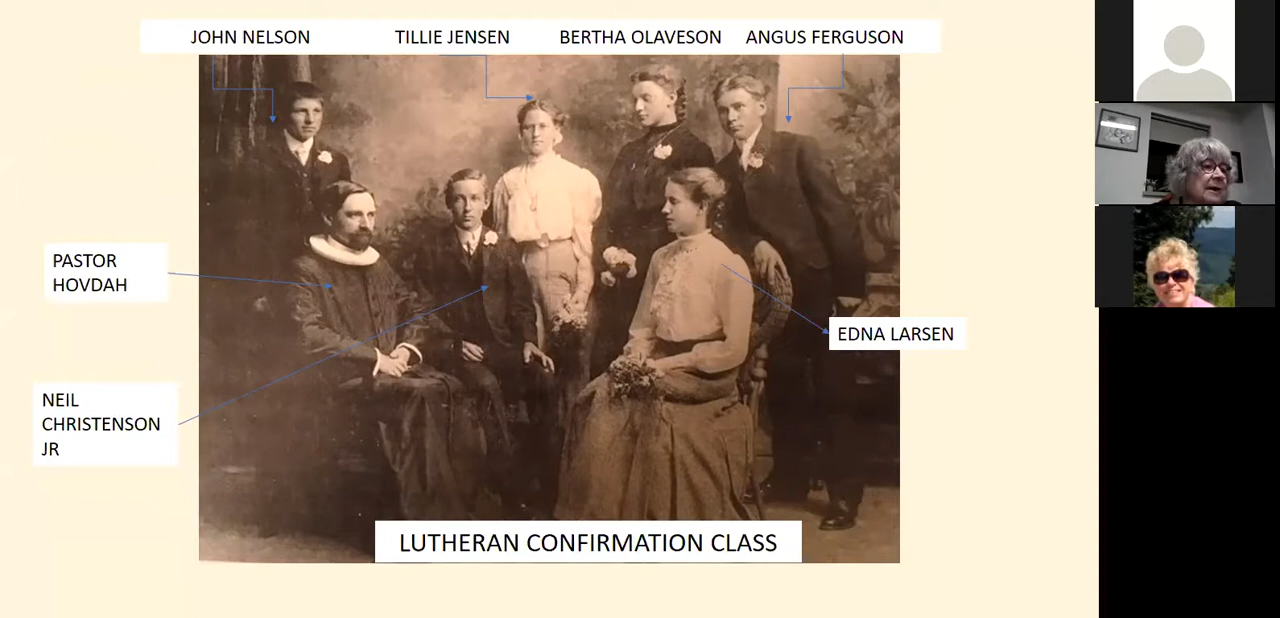 JOHN NELSON
TILLIE JENSEN
BERTHA OLAVESON
ANGUS FERGUSON
PASTOR
HOVDAH
EDNA LARSEN
NEIL
CHRISTENSON
JR
LUTHERAN CONFIRMATION CLASS